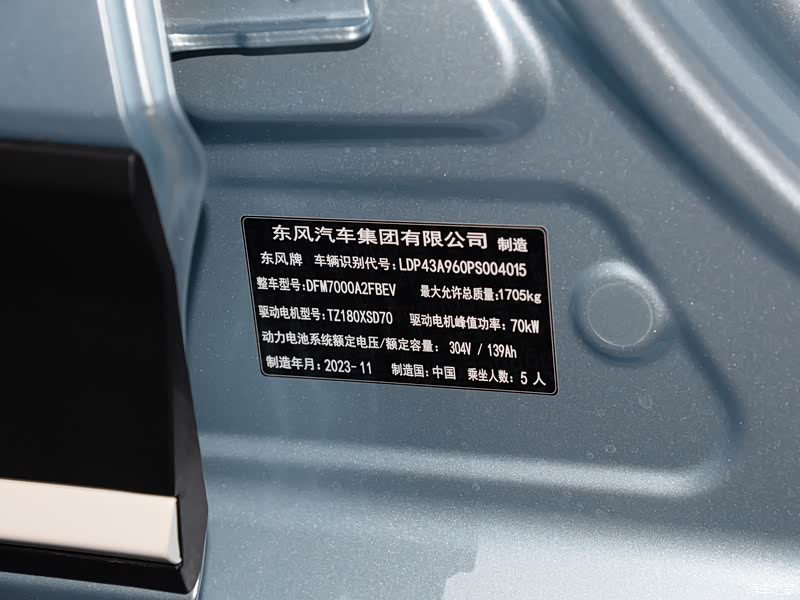 东风汽车集团有限公司 制造
东风牌 车辆识别代号:LDP43A960PS004015
整车型号:DFM7000A2FBEV 最大允许总质量:1705kg
驱动电机型号:TZ180XSD70 驱动电机峰值功率: 70kW
动力电池系统额定电压/额定容量: 304V / 139Ah
制造年月: 2023-11 制造国: 中国 乘坐人数: 5 人
汽车之家